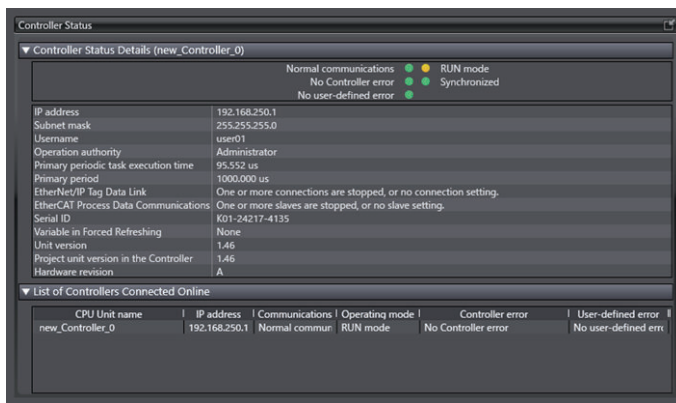 Controller Status
▼ Controller Status Details (new_Controller_0)
Normal communications RUN mode
No Controller error Synchronized
No user-defined error
IP address 192.168.250.1
Subnet mask 255.255.255.0
Username user01
Operation authority Administrator
Primary periodic task execution time 95.552 us
Primary period 1000.000 us
EtherNet/IP Tag Data Link One or more connections are stopped, or no connection setting.
EtherCAT Process Data Communications One or more slaves are stopped, or no slave setting.
Serial ID K01-24217-4135
Variable in Forced Refreshing None
Unit version 1.46
Project unit version in the Controller 1.46
Hardware revision A
▼ List of Controllers Connected Online
CPU Unit name | IP address | Communications | Operating mode | Controller error | User-defined error
new_Controller_0 192.168.250.1 Normal commun RUN mode No Controller error No user-defined erro